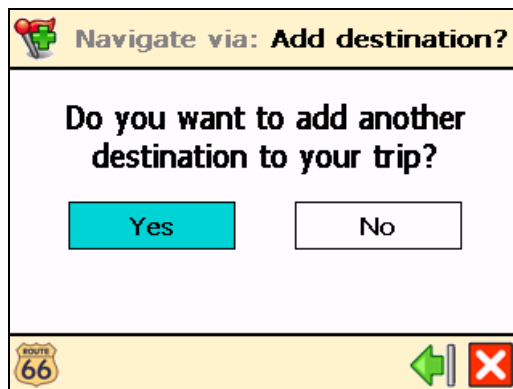 Navigate via: Add destination?
Do you want to add another
destination to your trip?
Yes No
ROUTE
66